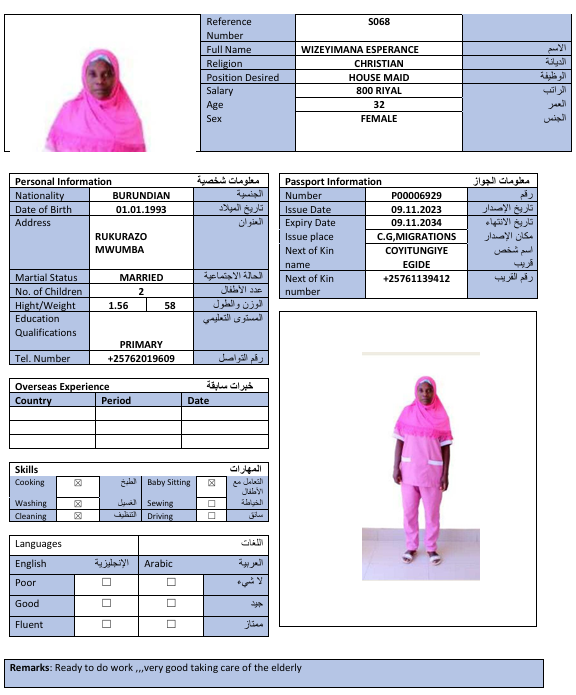 Reference Number S068
Full Name WIZEYIMANA ESPERANCE الاسم
Religion CHRISTIAN الديانة
Position Desired HOUSE MAID الوظيفة
Salary 800 RIYAL الراتب
Age 32 العمر
Sex FEMALE الجنس
Personal Information معلومات شخصية
Nationality BURUNDIAN الجنسية
Date of Birth 01.01.1993 تاريخ الميلاد
Address العنوان
RUKURAZO
MWUMBA
Martial Status MARRIED الحالة الاجتماعية
No. of Children 2 عدد الأطفال
Hight/Weight 1.56 58 الوزن والطول
Education المستوى التعليمي
Qualifications
PRIMARY
Tel. Number +25762019609 رقم التواصل
Passport Information معلومات الجواز
Number P00006929 رقم
Issue Date 09.11.2023 تاريخ الإصدار
Expiry Date 09.11.2034 تاريخ الانتهاء
Issue place C.G,MIGRATIONS مكان الإصدار
Next of Kin COYITUNGIYE اسم شخص
name EGIDE قريب
Next of Kin +25761139412 رقم القريب
number
Overseas Experience خبرات سابقة
Country Period Date
Skills المهارات
Cooking ☒ الطبخ Baby Sitting ☒ التعامل مع
الأطفال
Washing ☒ الغسيل Sewing ☐ الخياطة
Cleaning ☒ التنظيف Driving ☐ سائق
Languages اللغات
English الإنجليزية Arabic العربية
Poor ☐ ☐ لا شيء
Good ☐ ☐ جيد
Fluent ☐ ☐ ممتاز
Remarks: Ready to do work ,,,very good taking care of the elderly